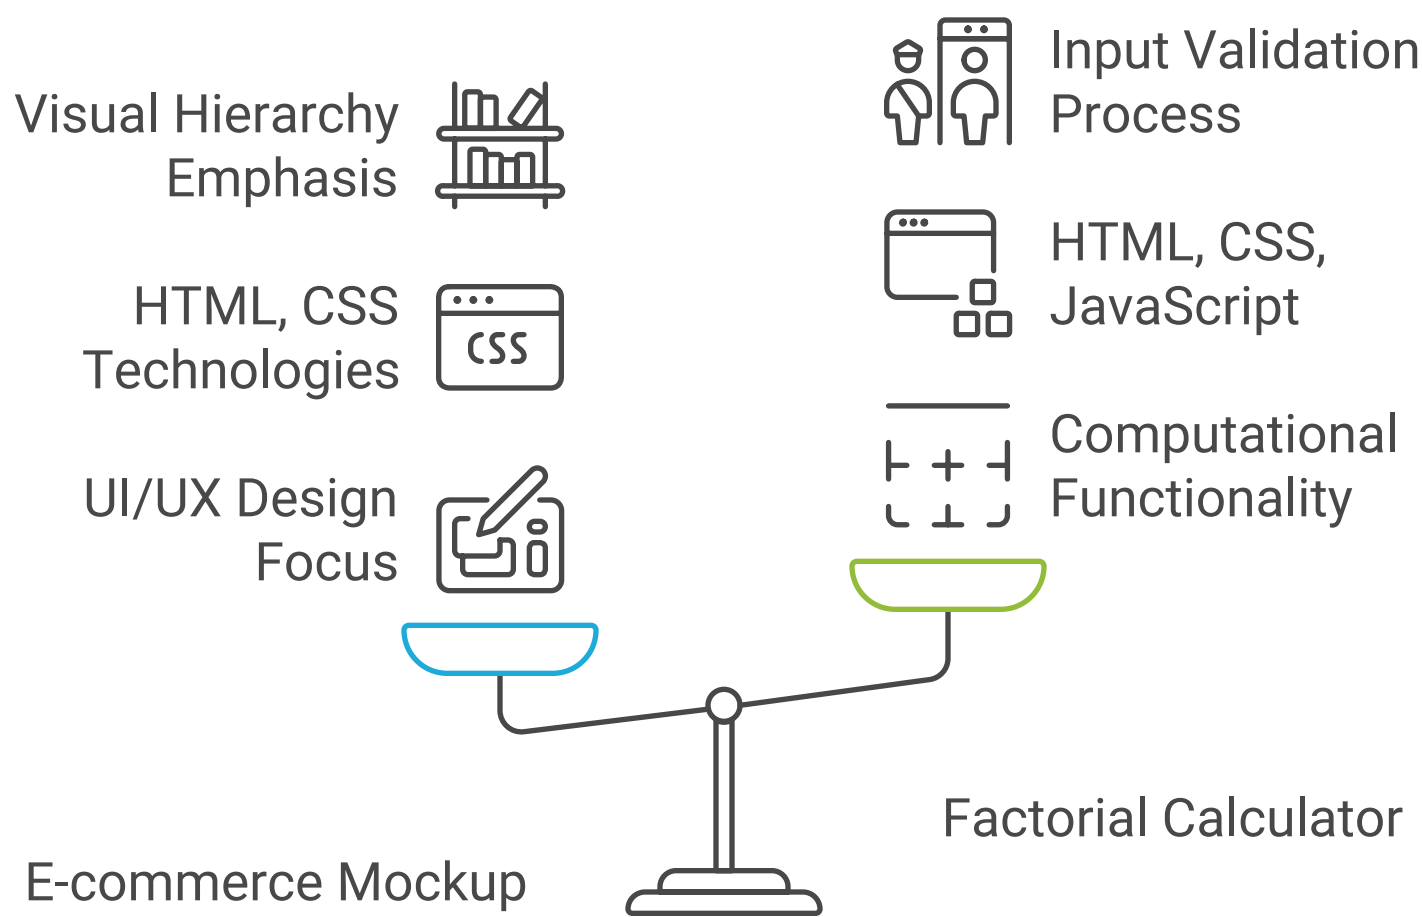 Visual Hierarchy
Emphasis
HTML, CSS
Technologies
CSS
UI/UX Design
Focus
Input Validation
Process
HTML, CSS,
JavaScript
Computational
Functionality
E-commerce Mockup
Factorial Calculator